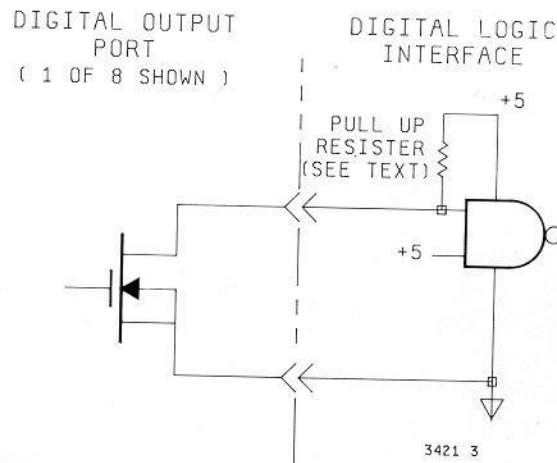 DIGITAL OUTPUT
PORT
( 1 OF 8 SHOWN )
DIGITAL LOGIC
INTERFACE
+5
PULL UP
RESISTER
(SEE TEXT)
+5
3421 3